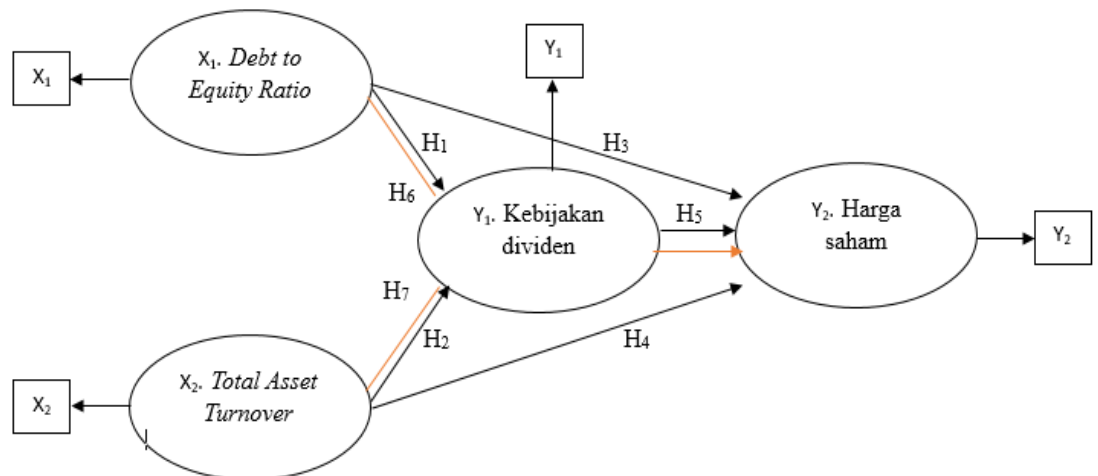 Y₁
X₁
X₁. Debt to
Equity Ratio
H₁
H₃
H₆
Y₁. Kebijakan
dividen
H₅
Y₂. Harga
saham
Y₂
H₇
H₂
H₄
X₂
X₂. Total Asset
Turnover